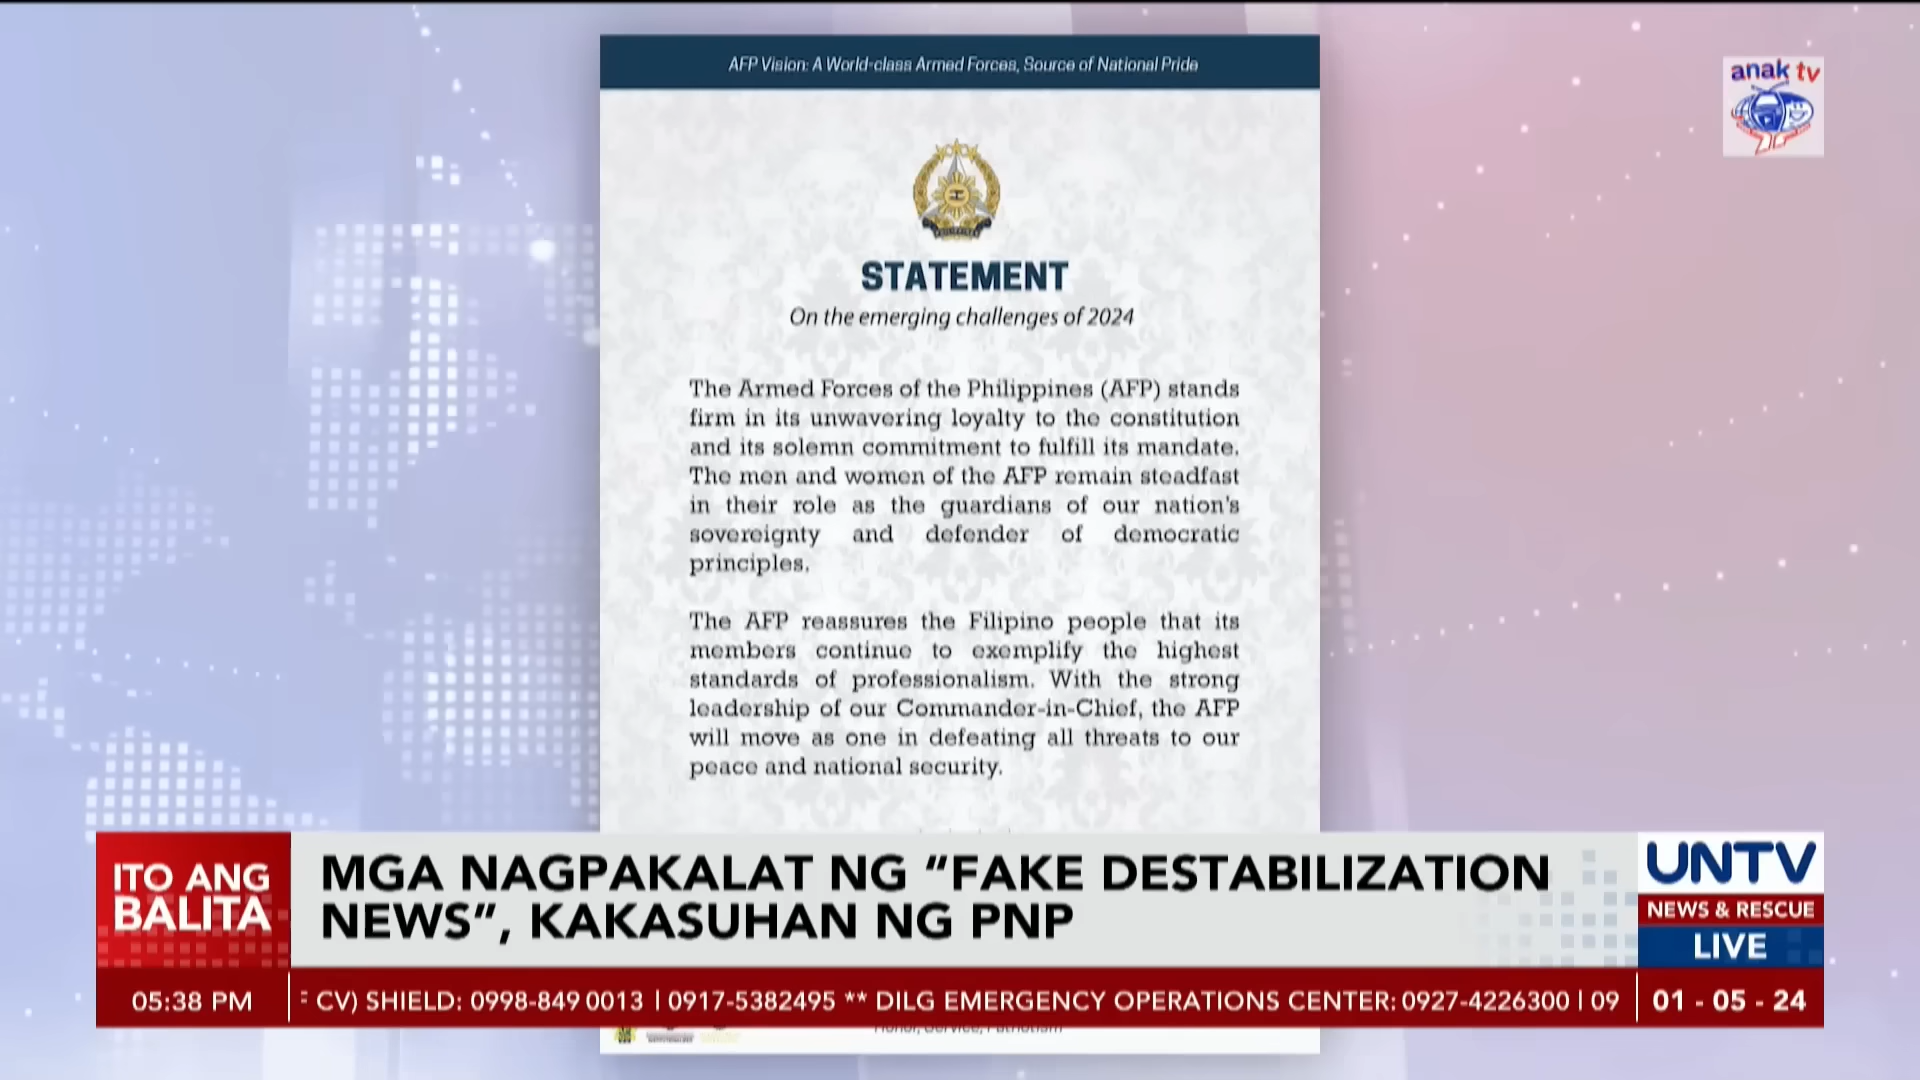 AFP Vision: A World-class Armed Forces, Source of National Pride
anak tv
STATEMENT
On the emerging challenges of 2024
The Armed Forces of the Philippines (AFP) stands
firm in its unwavering loyalty to the constitution
and its solemn commitment to fulfill its mandate.
The men and women of the AFP remain steadfast
in their role as the guardians of our nation's
sovereignty and defender of democratic
principles.
The AFP reassures the Filipino people that its
members continue to exemplify the highest
standards of professionalism. With the strong
leadership of our Commander-in-Chief, the AFP
will move as one in defeating all threats to our
peace and national security.
ITO ANG
BALITA
MGA NAGPAKALAT NG “FAKE DESTABILIZATION
NEWS”, KAKASUHAN NG PNP
UNTV
NEWS & RESCUE
LIVE
05:38 PM
CV) SHIELD: 0998-849 0013 | 0917-5382495 ** DILG EMERGENCY OPERATIONS CENTER: 0927-4226300 | 09
01 - 05 - 24
Honor, Service, Patriotism